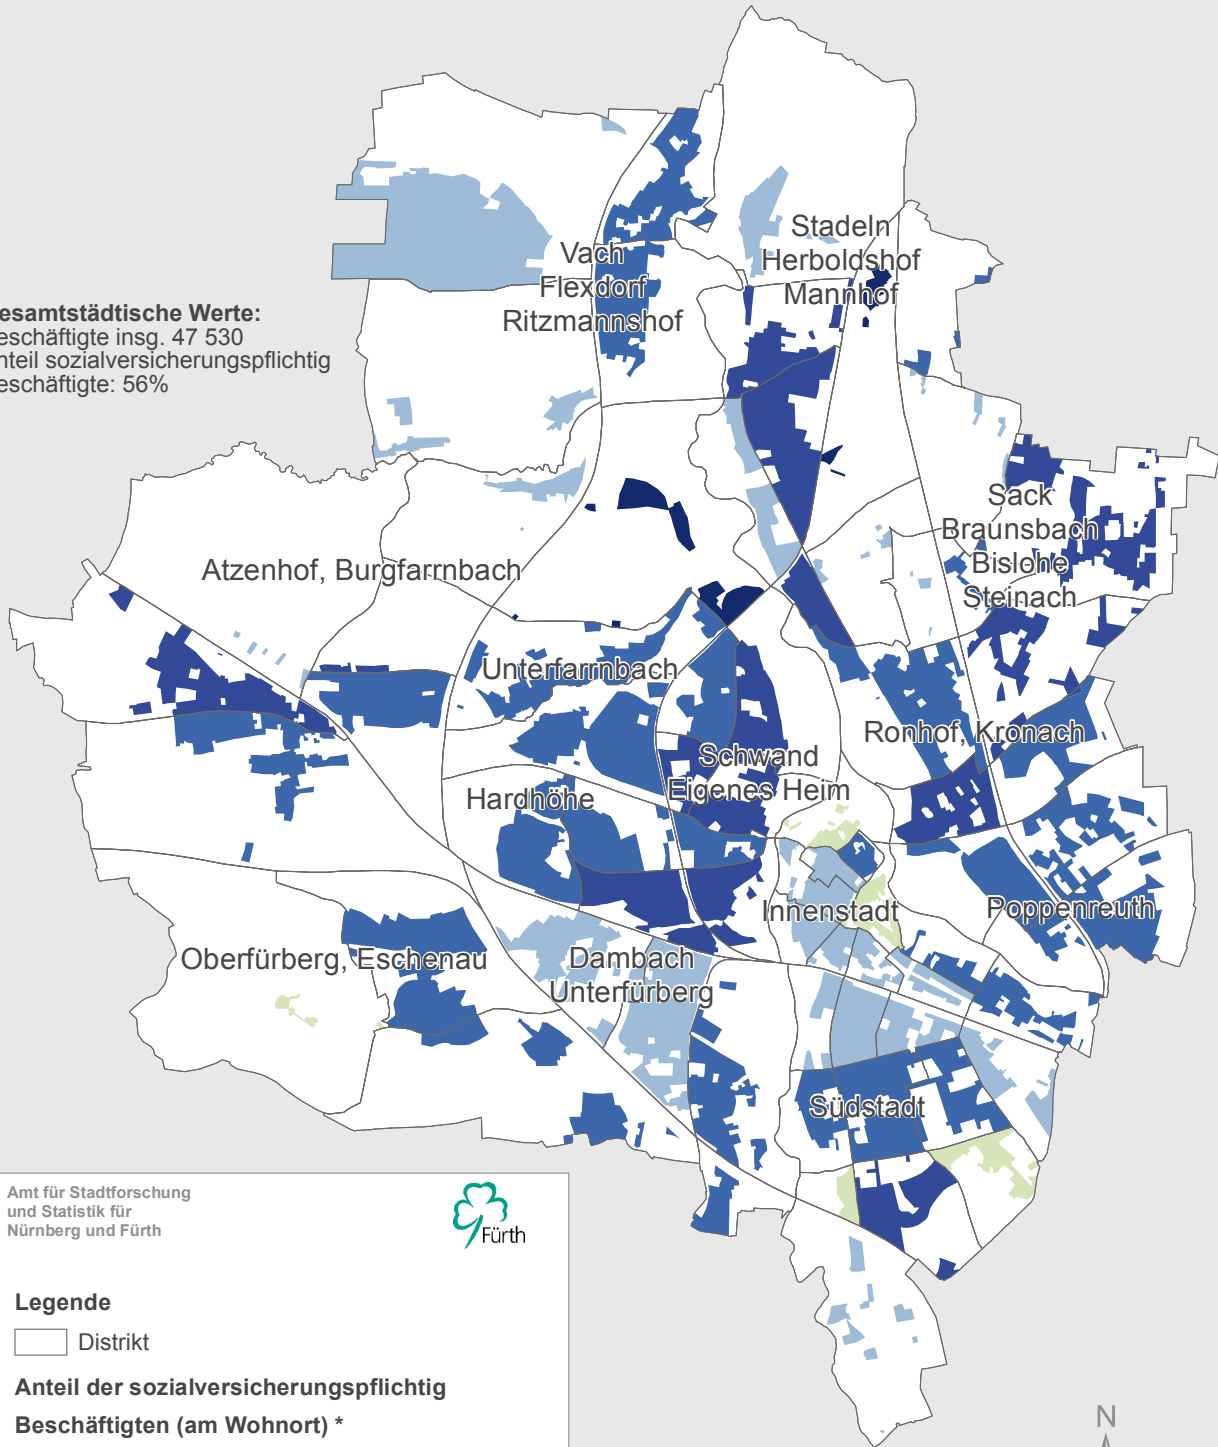 Stadeln
Herboldshof
Mannhof
Vach
Flexdorf
Ritzmannshof
esamtstädtische Werte:
eschäftigte insg. 47 530
nteil sozialversicherungspflichtig
eschäftigte: 56%
Sack
Braunsbach
Bislohe
Steinach
Atzenhof, Burgfarrnbach
Unterfarrnbach
Ronhof, Kronach
Schwand
Eigenes Heim
Hardhöhe
Innenstadt
Poppenreuth
Oberfürberg, Eschenau
Dambach
Unterfürberg
Südstadt
Amt für Stadtforschung
und Statistik für
Nürnberg und Fürth
Fürth
Legende
Distrikt
Anteil der sozialversicherungspflichtig
Beschäftigten (am Wohnort) *
N